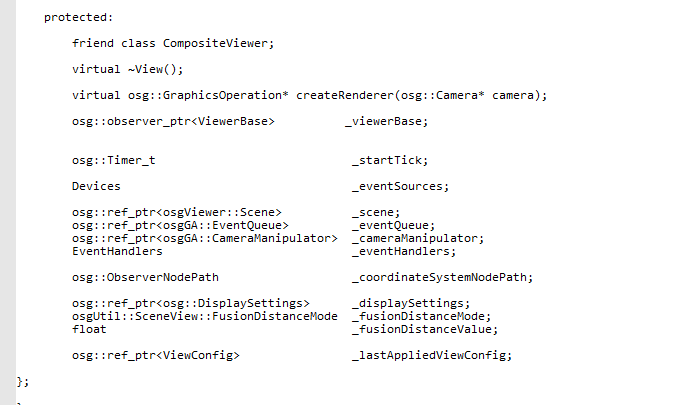 protected:
friend class CompositeViewer;
virtual ~View();
virtual osg::GraphicsOperation* createRenderer(osg::Camera* camera);
osg::observer_ptr<ViewerBase> _viewerBase;
osg::Timer_t _startTick;
Devices _eventSources;
osg::ref_ptr<osgViewer::Scene> _scene;
osg::ref_ptr<osgGA::EventQueue> _eventQueue;
osg::ref_ptr<osgGA::CameraManipulator> _cameraManipulator;
EventHandlers _eventHandlers;
osg::ObserverNodePath _coordinateSystemNodePath;
osg::ref_ptr<osg::DisplaySettings> _displaySettings;
osgUtil::SceneView::FusionDistanceMode _fusionDistanceMode;
float _fusionDistanceValue;
osg::ref_ptr<ViewConfig> _lastAppliedViewConfig;
};